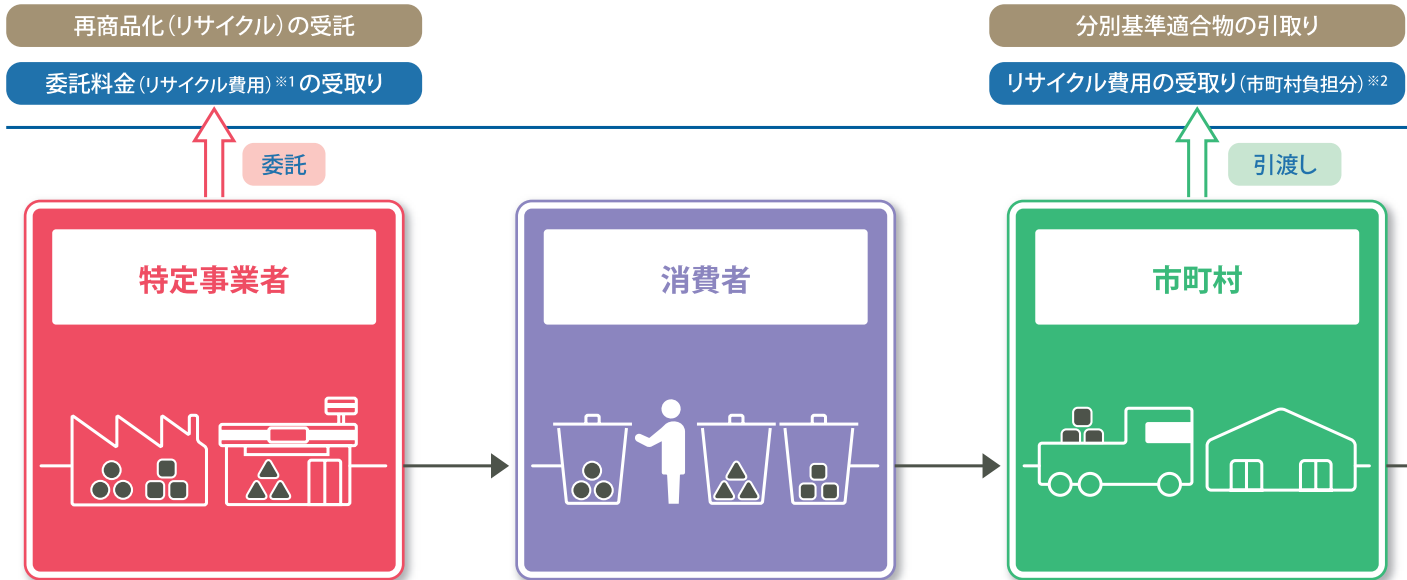 再商品化（リサイクル）の受託
委託料金（リサイクル費用）※1の受取り
分別基準適合物の引取り
リサイクル費用の受取り（市町村負担分）※2
委託
引渡し
特定事業者
消費者
市町村